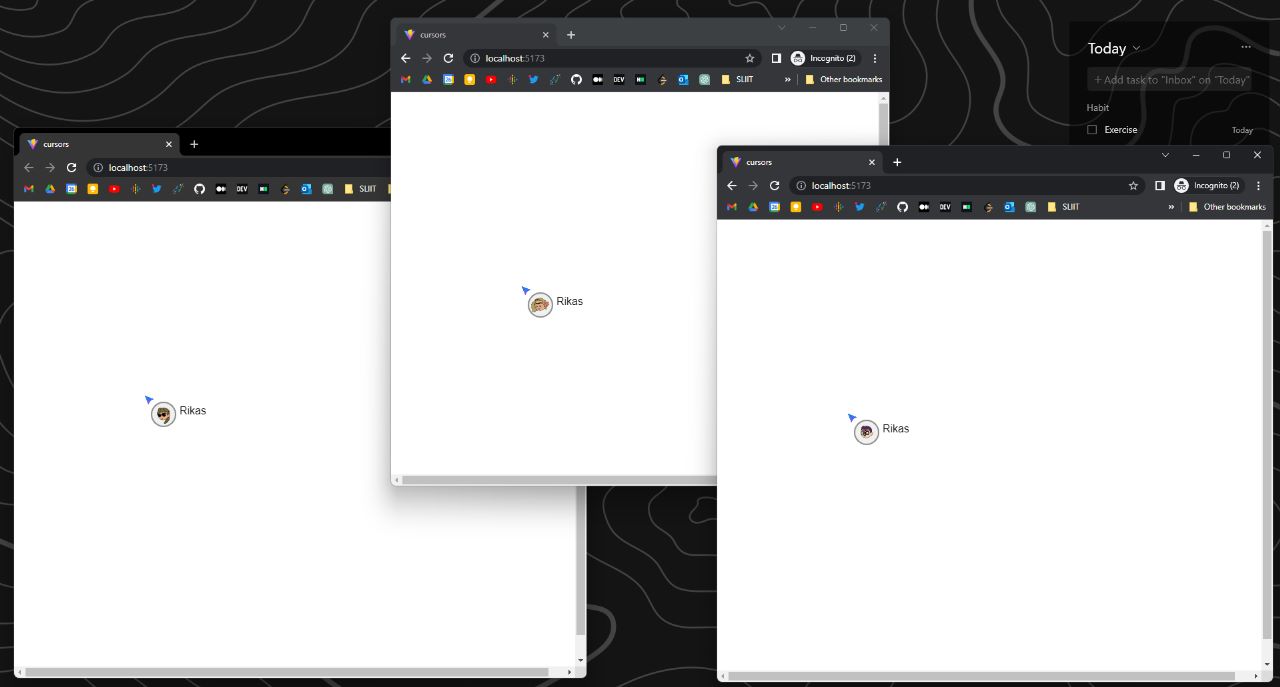 cursors
localhost:5173
Incognito (2)
DEV
SLIIT
»
Other bookmarks
Rikas
Today
+ Add task to "Inbox" on "Today"
Habit
Exercise
Today
cursors
localhost:5173
DEV
SLIIT
Rikas
cursors
localhost:5173
Incognito (2)
DEV
SLIIT
»
Other bookmarks
Rikas